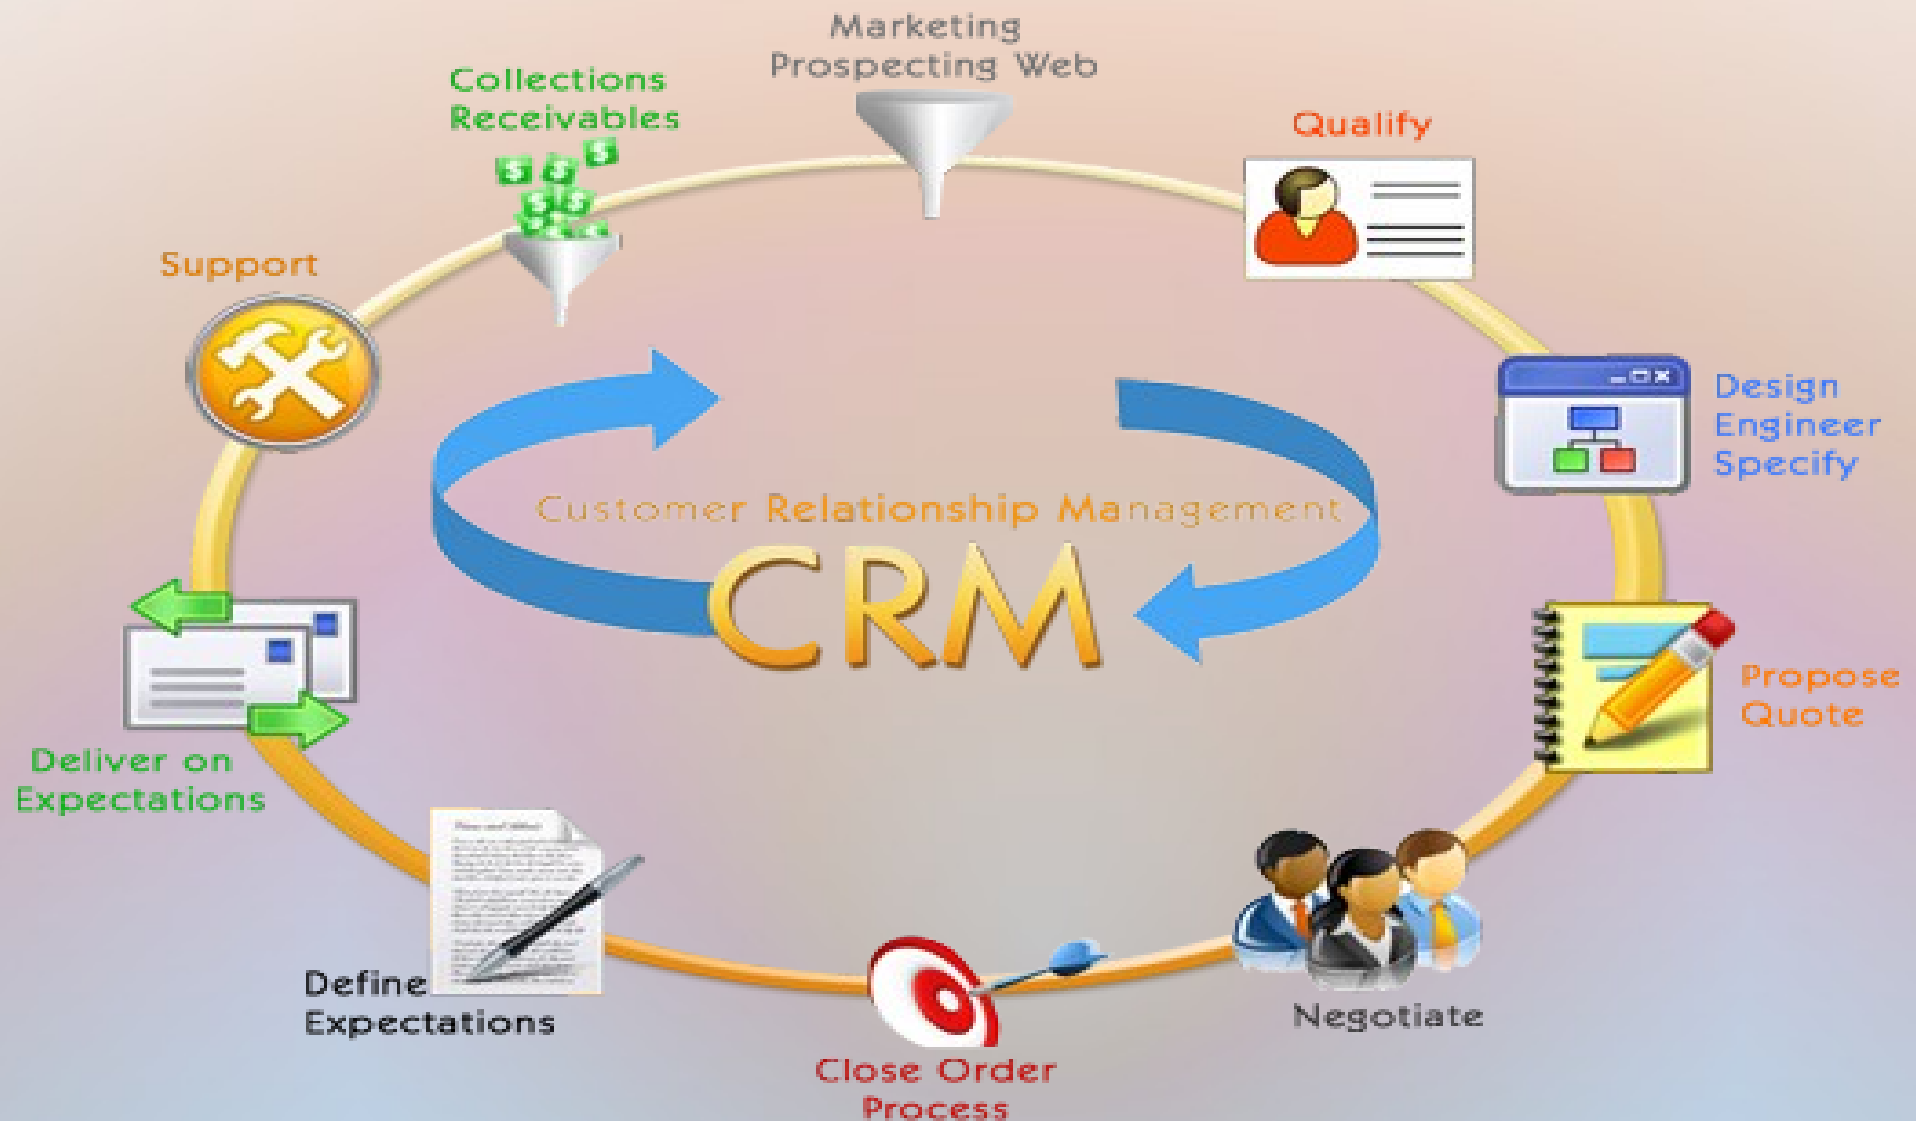 Marketing
Prospecting Web
Collections
Receivables
Qualify
Support
Design
Engineer
Specify
Customer Relationship Management
CRM
Propose
Quote
Deliver on
Expectations
Define
Expectations
Negotiate
Close Order
Process